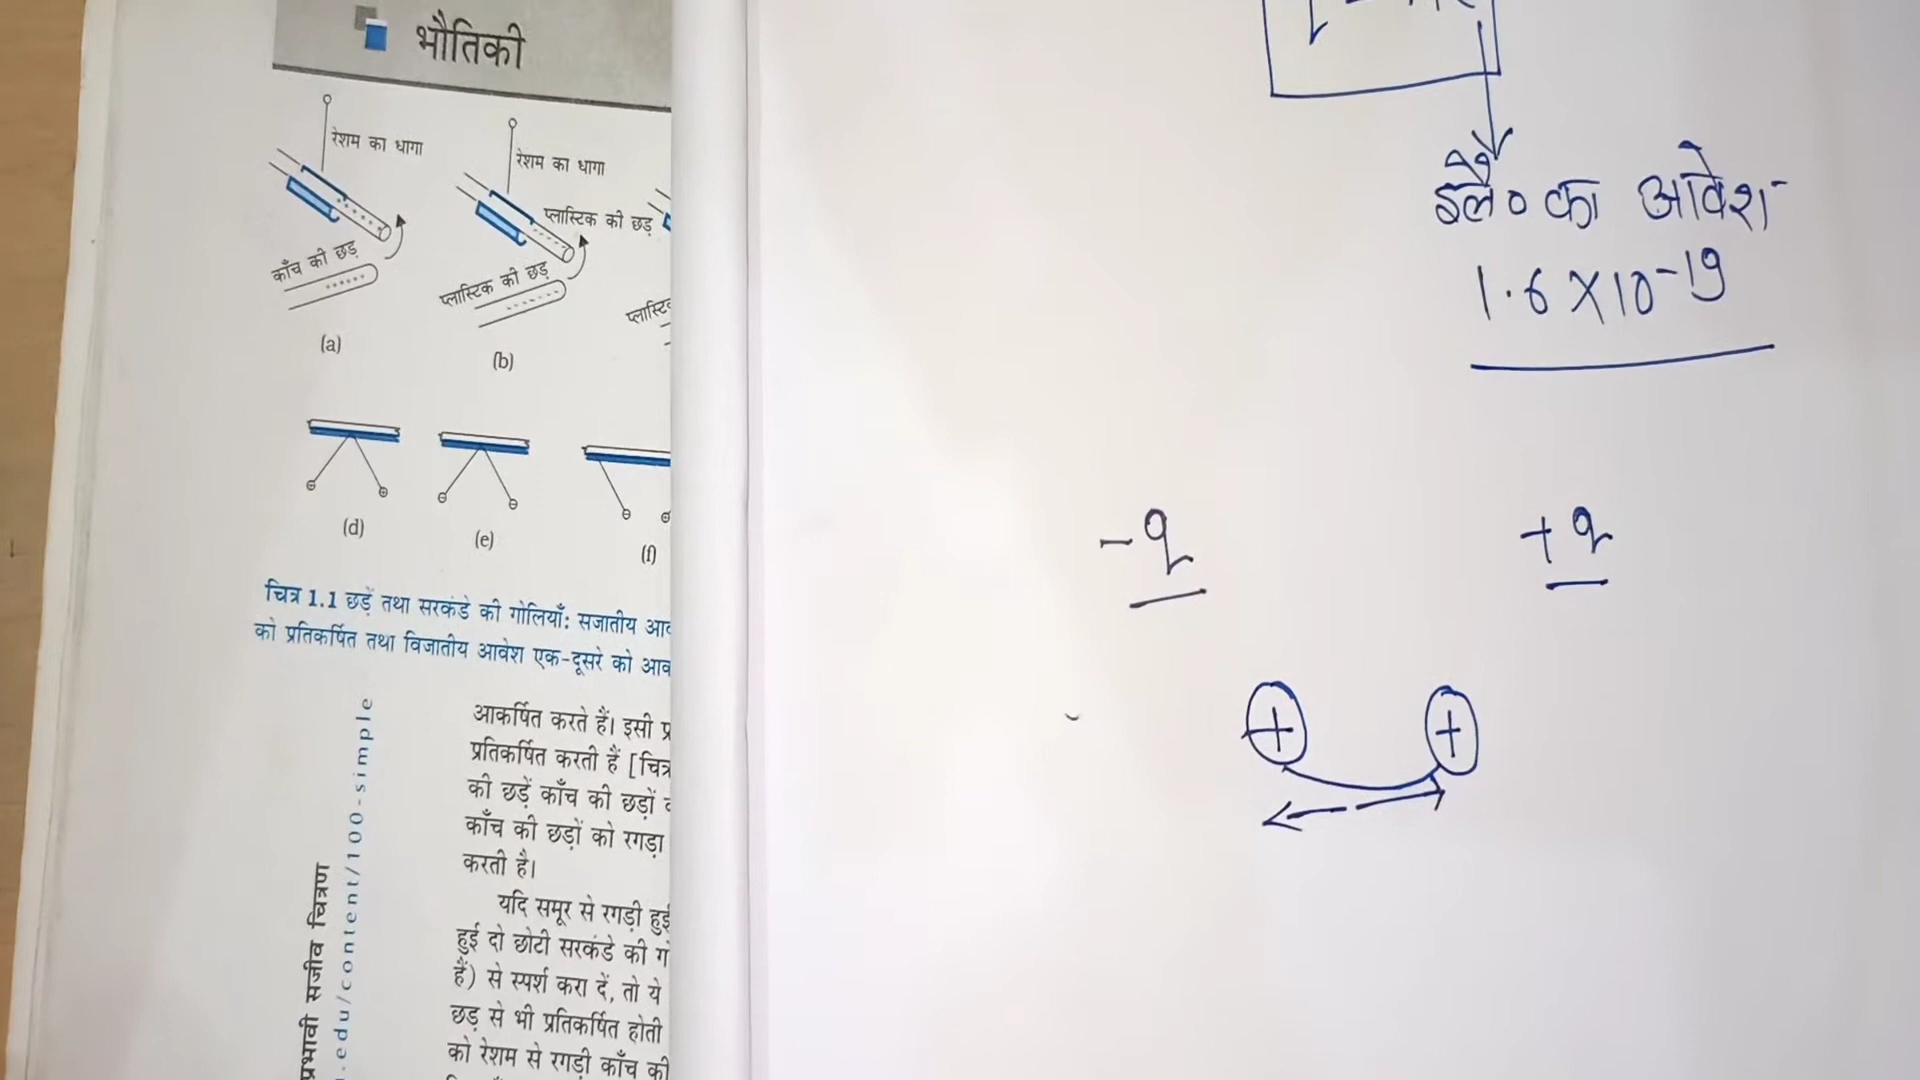 भौतिकी
रेशम का धागा
रेशम का धागा
प्लास्टिक की छड़
काँच की छड़
प्लास्टिक की छड़
(a)
(b)
(d)
(e)
(f)
चित्र 1.1 छड़ें तथा सरकंडे की गोलियाँ: सजातीय
को प्रतिकर्षित तथा विजातीय आवेश एक-दूसरे को
आकर्षित करते हैं। इसी
प्रतिकर्षित करती हैं [चित्र
की छड़ें काँच की छड़ों
काँच की छड़ों को रगड़ा
करती है।
यदि समूर से रगड़ी हुई
हुई दो छोटी सरकंडे की
हैं) से स्पर्श करा दें, तो ये
छड़ से भी प्रतिकर्षित होती
को रेशम से रगड़ी काँच की
प्रभावी सजीव चित्रण
.edu/content/100-simple
इलै० का आवेश
1.6 X 10-19
- q
+ q
+ +